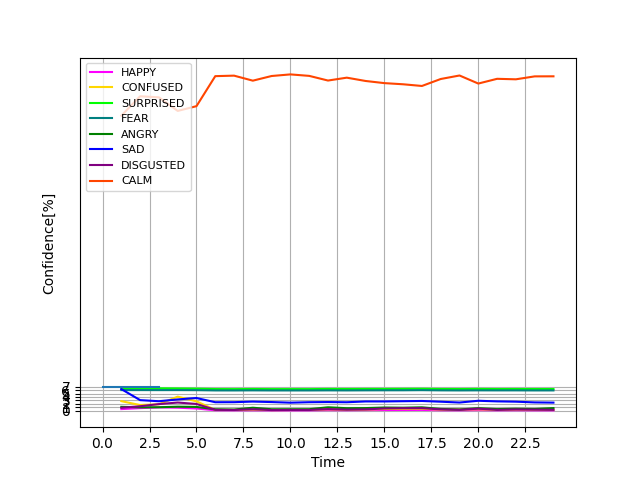 HAPPY
CONFUSED
SURPRISED
FEAR
ANGRY
SAD
DISGUSTED
CALM
Confidence[%]
7
0.0 2.5 5.0 7.5 10.0 12.5 15.0 17.5 20.0 22.5
Time